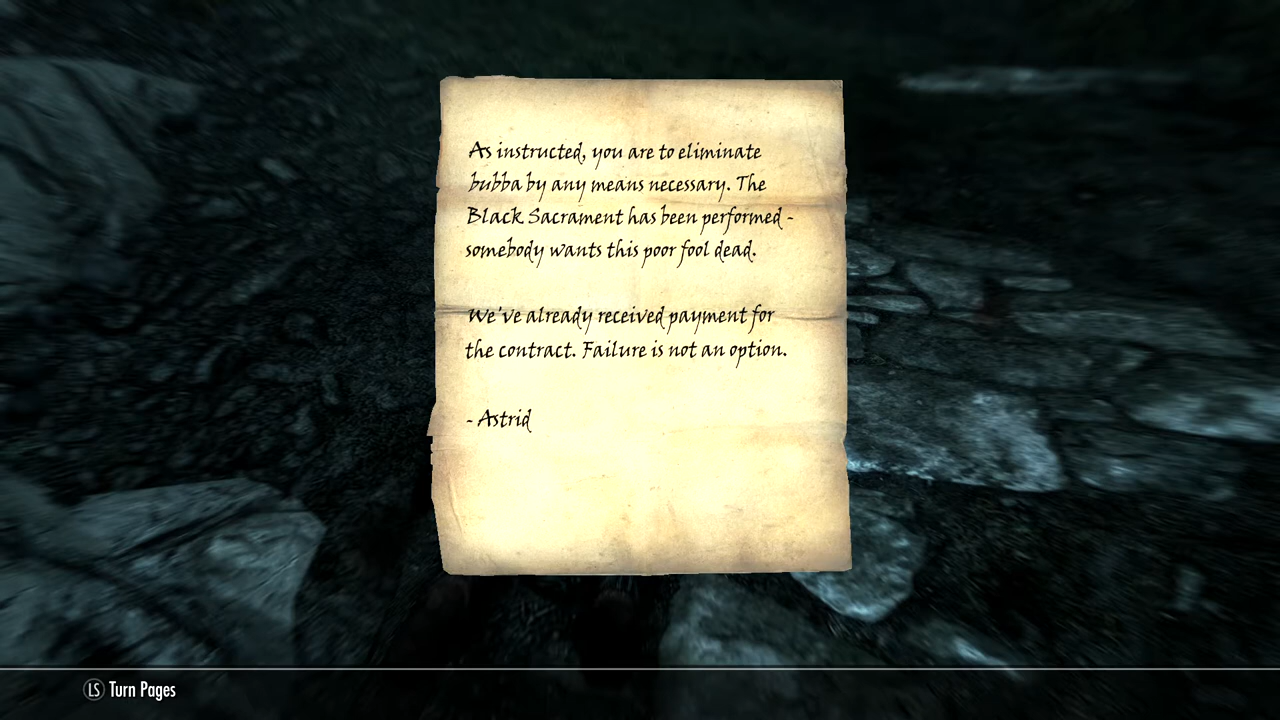 As instructed, you are to eliminate
bubba by any means necessary. The
Black Sacrament has been performed -
somebody wants this poor fool dead.
We've already received payment for
the contract. Failure is not an option.
- Astrid
LS Turn Pages